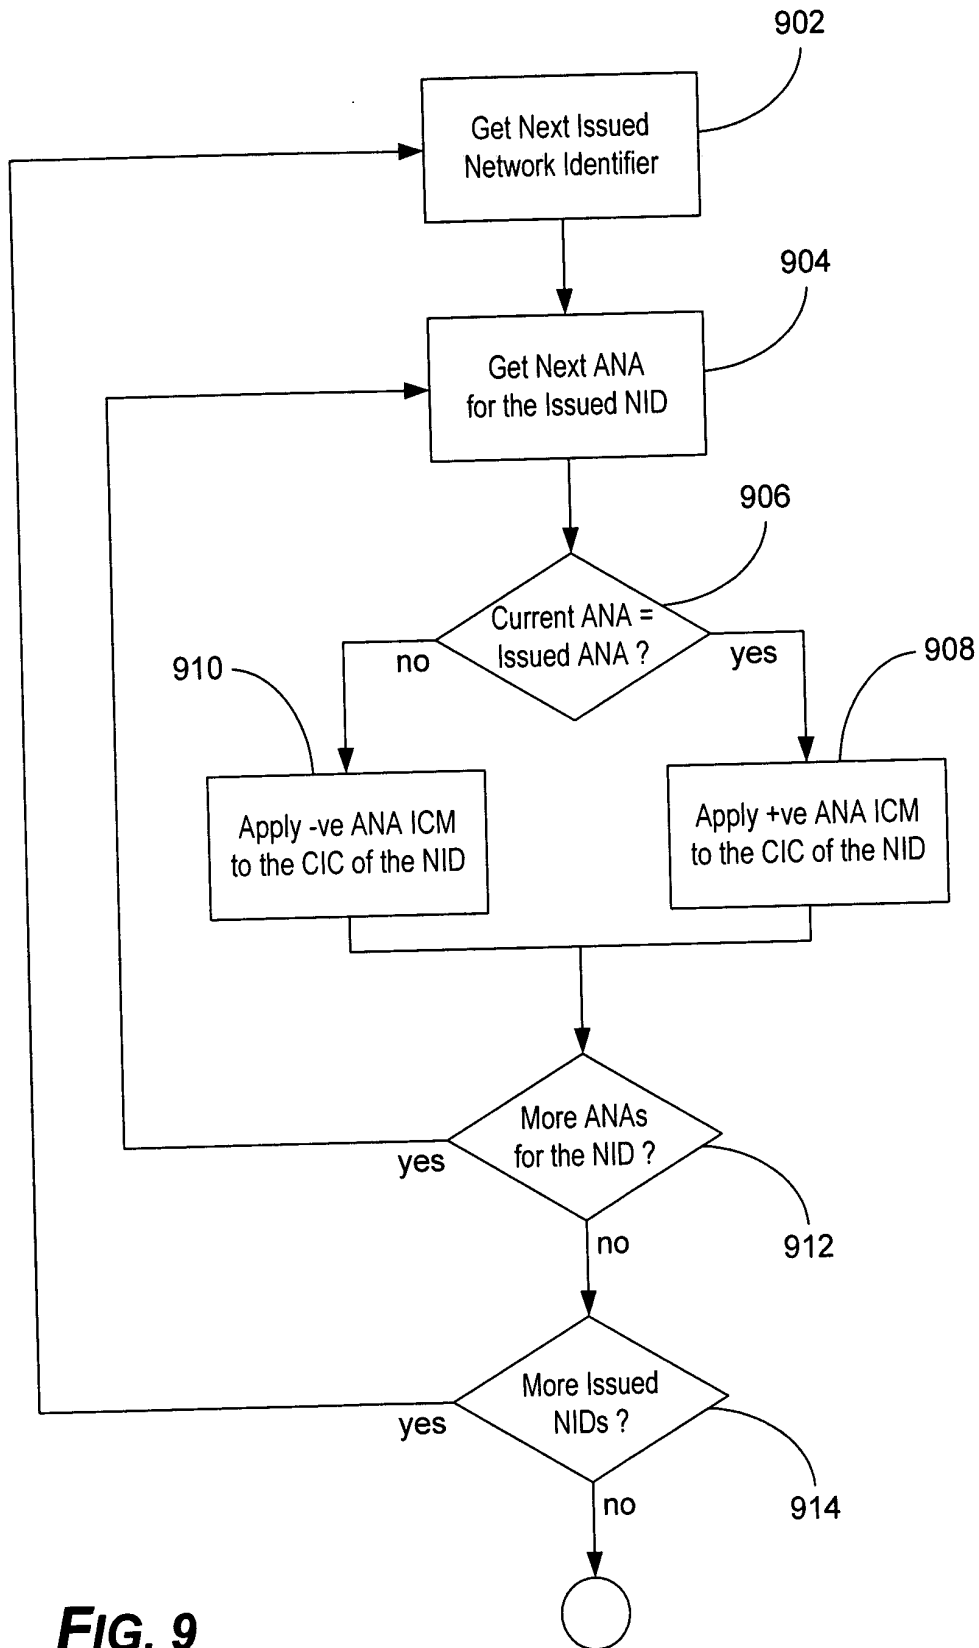 902
Get Next Issued
Network Identifier
904
Get Next ANA
for the Issued NID
906
Current ANA =
Issued ANA ?
no
yes
910
908
Apply -ve ANA ICM
to the CIC of the NID
Apply +ve ANA ICM
to the CIC of the NID
More ANAs
for the NID ?
yes
912
no
More Issued
NIDs ?
yes
914
no
FIG. 9